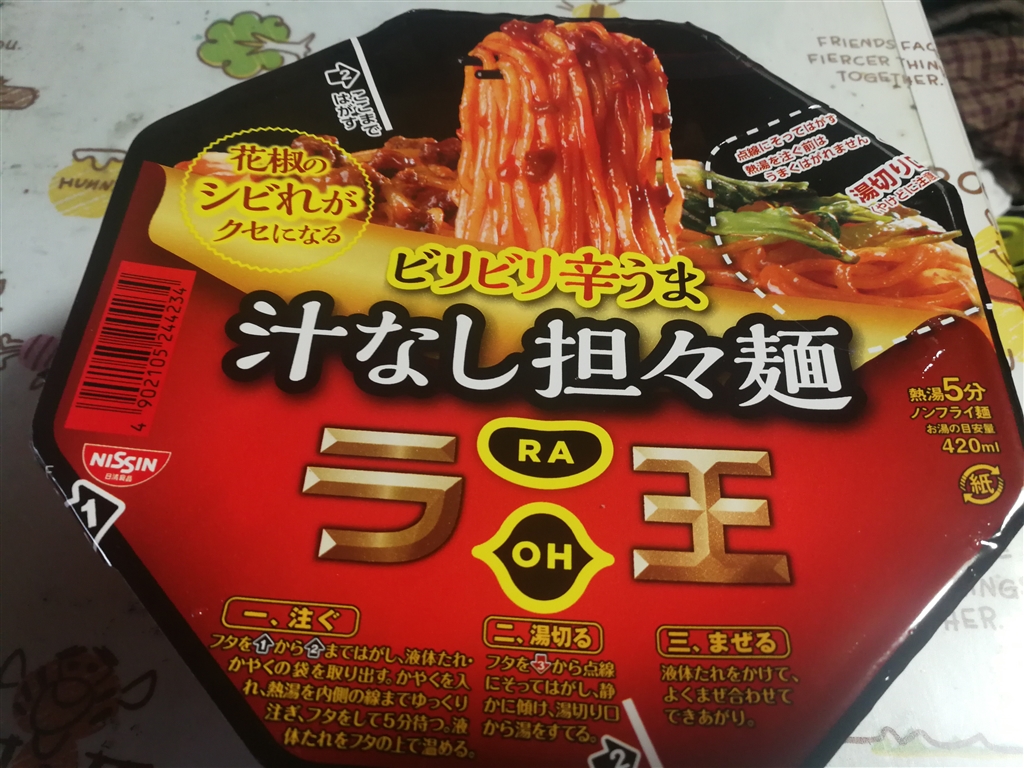 FRIENDS FAC
FIERCER THIN
TOGETHER.
2
ここまで
はがす
点線にそってはがす
熱湯を注ぐ前は
うまくはがれません
湯切り口
花椒の
シビれが
クセになる
ビリビリ辛うま
汁なし担々麺
4 902105 244234
NISSIN
日清食品
1
RA
OH
ラ王
熱湯5分
ノンフライ麺
お湯の目安量
420ml
紙
一、注ぐ
フタを1から2まではがし、液体たれ・
かやくの袋を取り出す。かやくを入
れ、熱湯を内側の線までゆっくり
注ぎ、フタをして5分待つ。液
体たれをフタの上で温める。
二、湯切る
フタを3から点線
にそってはがし、静
かに傾け、湯切り口
から湯をすてる。
三、まぜる
液体たれをかけて、
よくまぜ合わせて
できあがり。
2